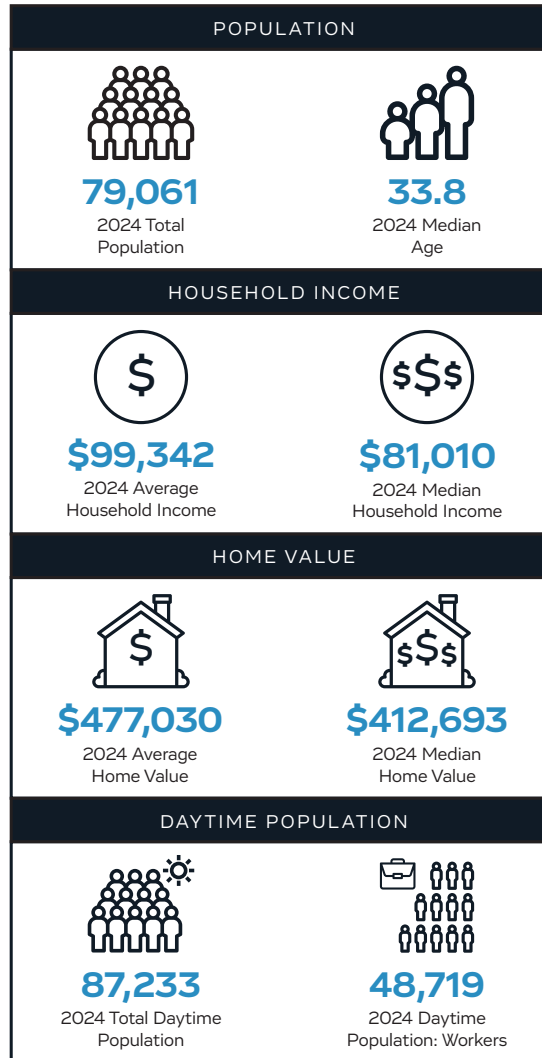 POPULATION
79,061
2024 Total
Population
33.8
2024 Median
Age
HOUSEHOLD INCOME
$
$99,342
2024 Average
Household Income
$$$
$81,010
2024 Median
Household Income
HOME VALUE
$
$477,030
2024 Average
Home Value
$$$
$412,693
2024 Median
Home Value
DAYTIME POPULATION
87,233
2024 Total Daytime
Population
48,719
2024 Daytime
Population: Workers